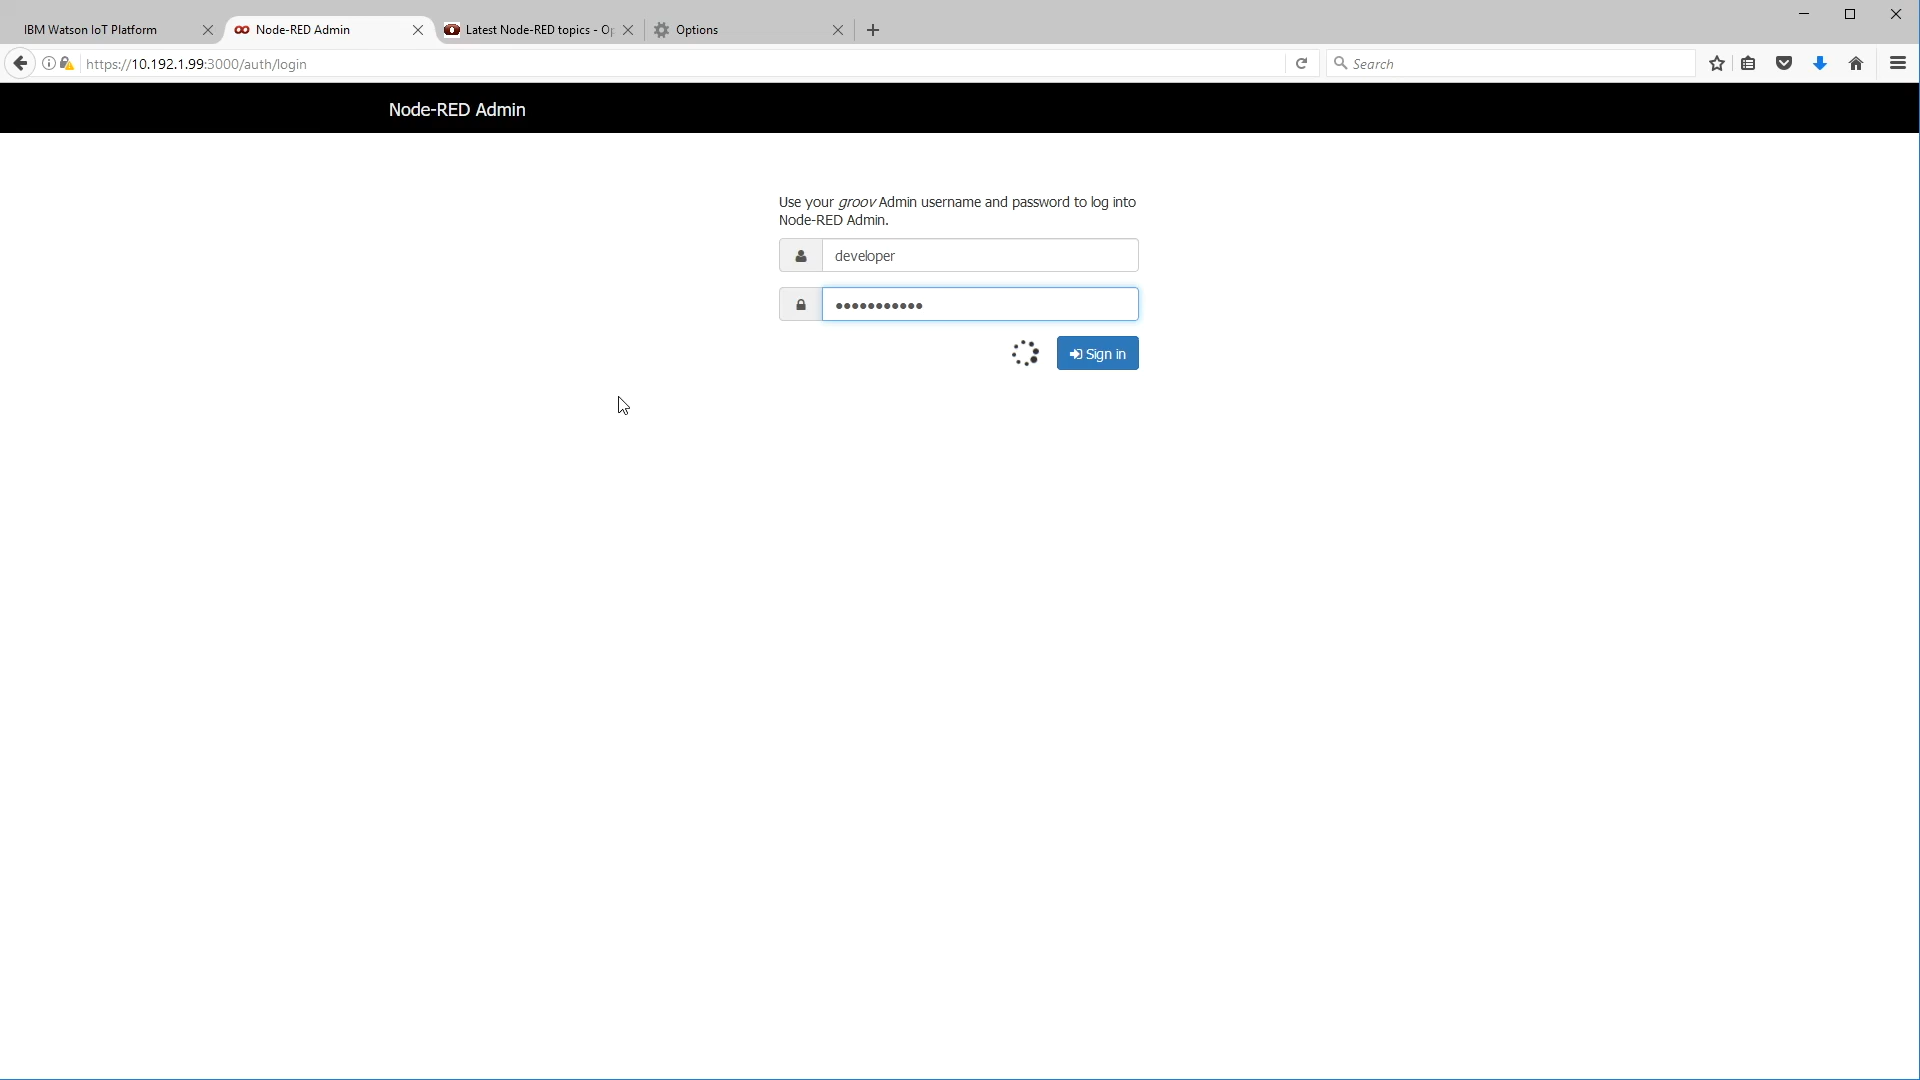 IBM Watson IoT Platform
Node-RED Admin
Latest Node-RED topics - Op
Options
https://10.192.1.99:3000/auth/login
Search
Node-RED Admin
Use your groov Admin username and password to log into
Node-RED Admin.
developer
•••••••••••
Sign in